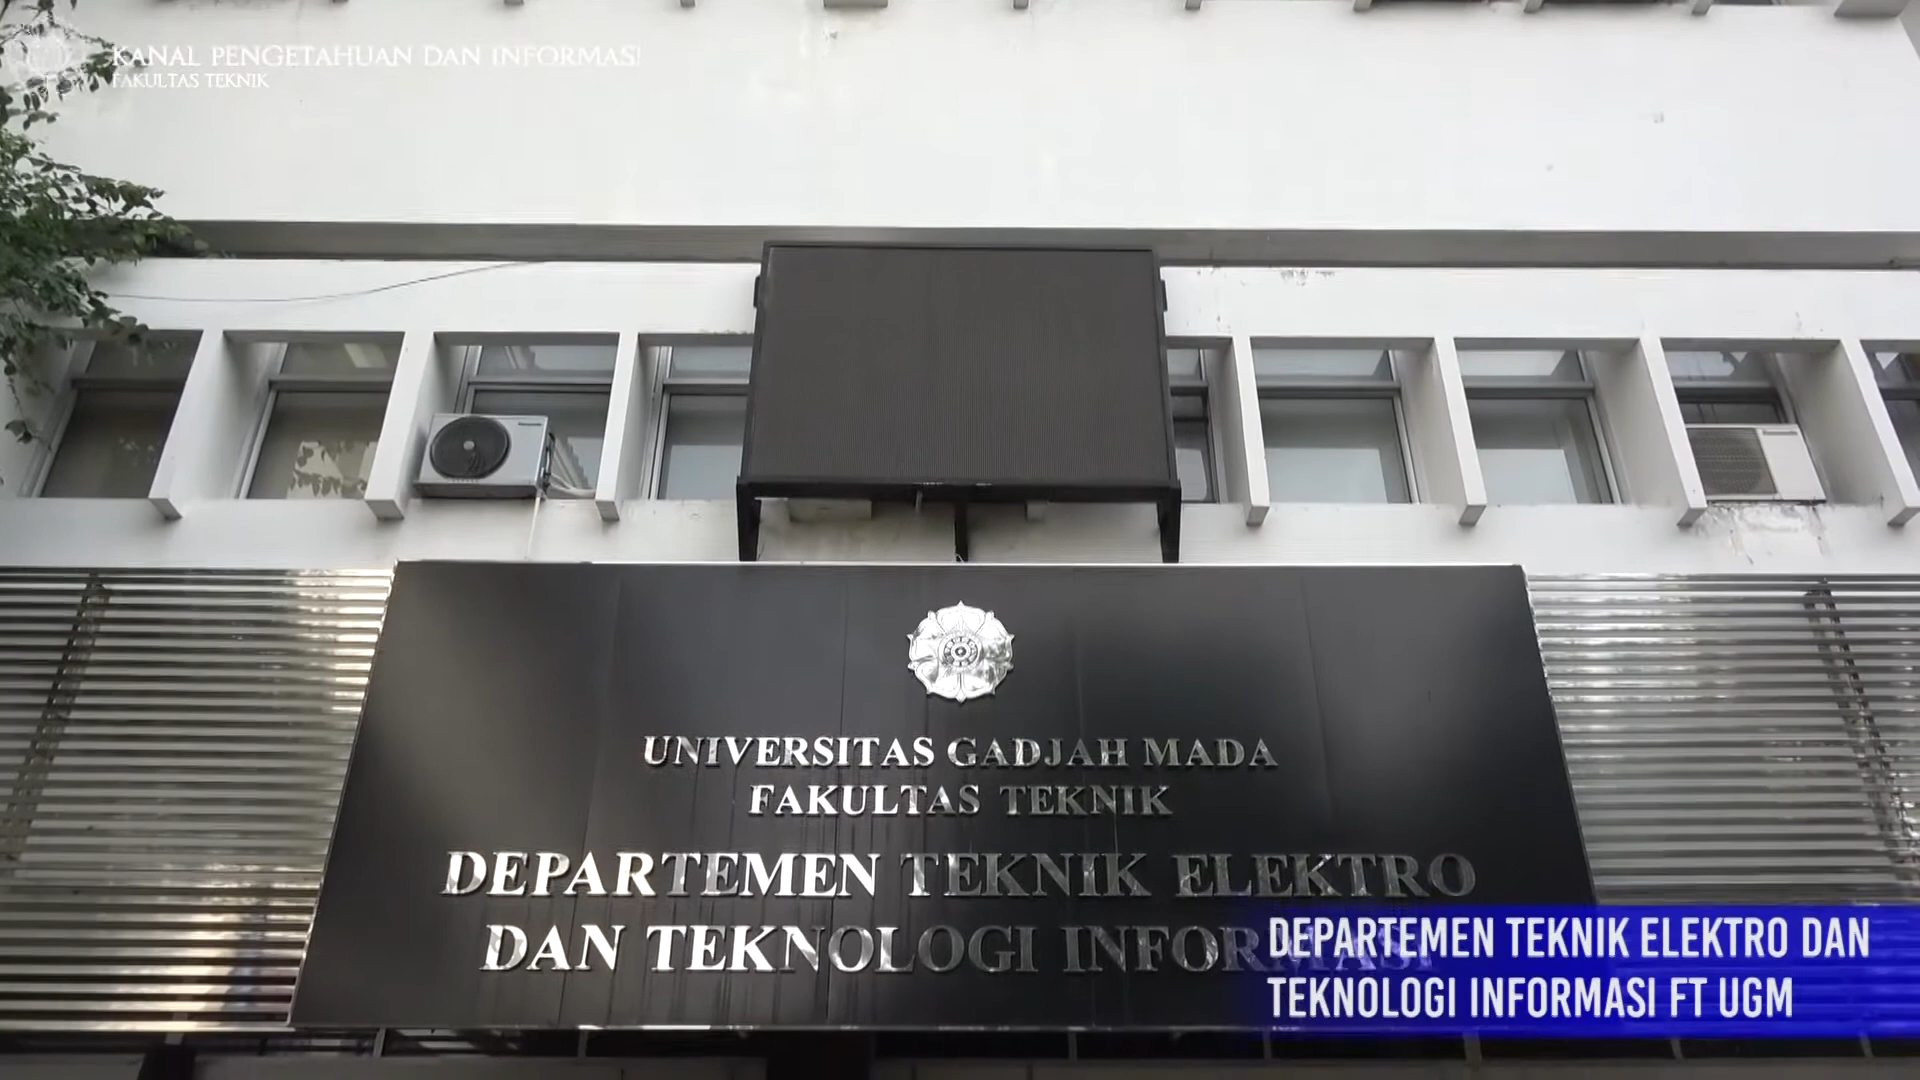 KANAL PENGETAHUAN DAN INFORMASI
FAKULTAS TEKNIK
UNIVERSITAS GADJAH MADA
FAKULTAS TEKNIK
DEPARTEMEN TEKNIK ELEKTRO
DAN TEKNOLOGI INFORMASI
DEPARTEMEN TEKNIK ELEKTRO DAN
TEKNOLOGI INFORMASI FT UGM